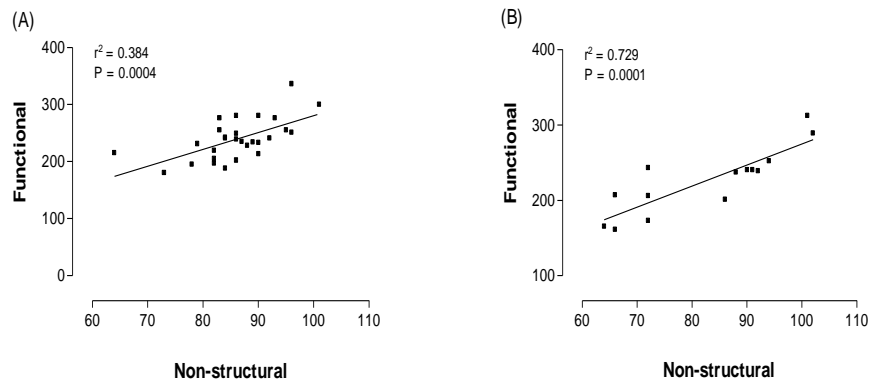 (A)
r² = 0.384
P = 0.0004
400
300
200
100
0
Functional
60 70 80 90 100 110
Non-structural
(B)
r² = 0.729
P = 0.0001
400
300
200
100
Functional
60 70 80 90 100 110
Non-structural